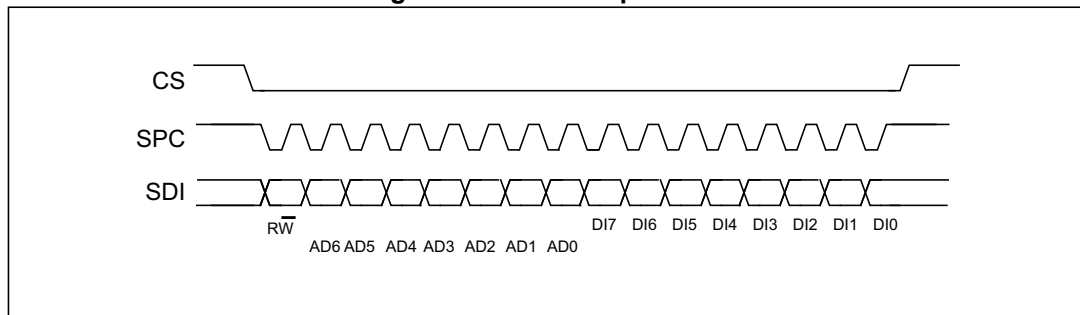 CS
SPC
SDI
RW̅
DI7 DI6 DI5 DI4 DI3 DI2 DI1 DI0
AD6 AD5 AD4 AD3 AD2 AD1 AD0